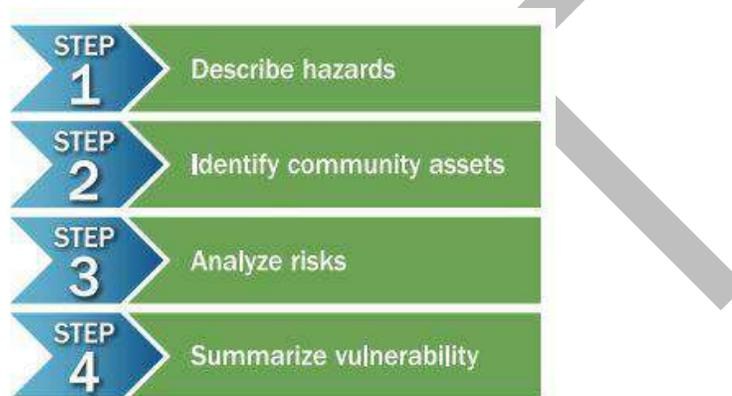 STEP
1
Describe hazards
STEP
2
Identify community assets
STEP
3
Analyze risks
STEP
4
Summarize vulnerability